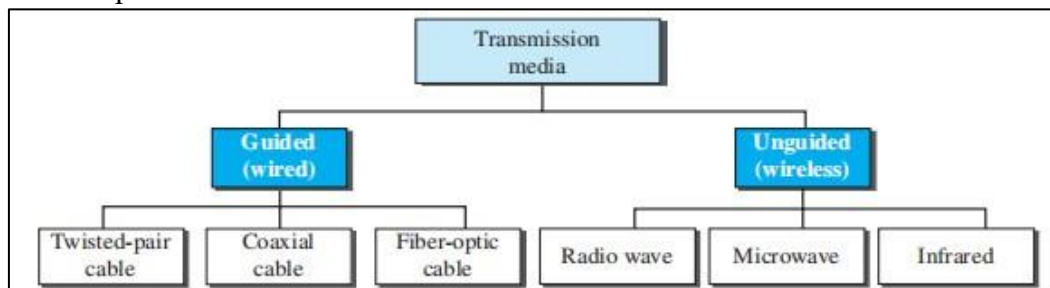 Transmission
media
Guided
(wired)
Unguided
(wireless)
Twisted-pair
cable
Coaxial
cable
Fiber-optic
cable
Radio wave
Microwave
Infrared